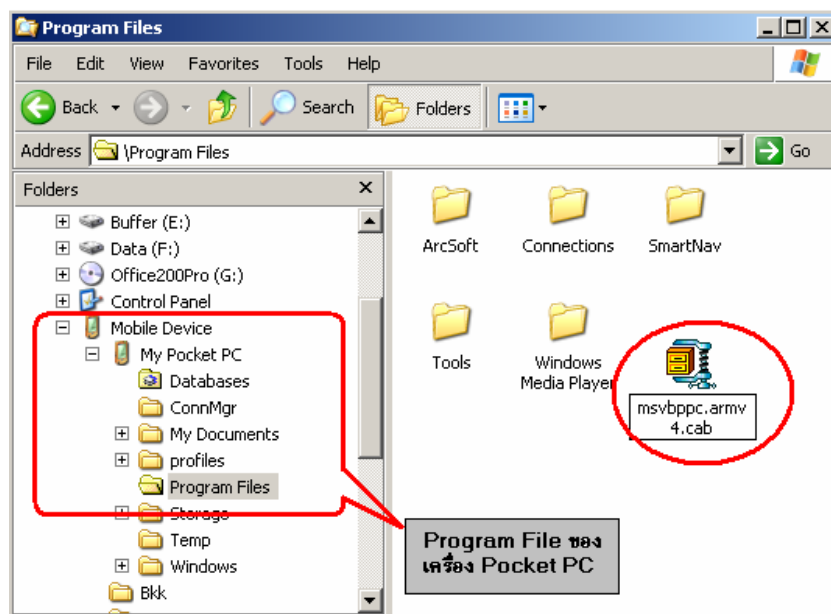 Program Files
File Edit View Favorites Tools Help
Back Search Folders
Address \Program Files Go
Folders
Buffer (E:)
Data (F:)
Office200Pro (G:)
Control Panel
Mobile Device
My Pocket PC
Databases
ConnMgr
My Documents
profiles
Program Files
Storage
Temp
Windows
Bkk
ArcSoft Connections SmartNav
Tools Windows
Media Player
msvbppc.armv
4.cab
Program File ของ
เครื่อง Pocket PC